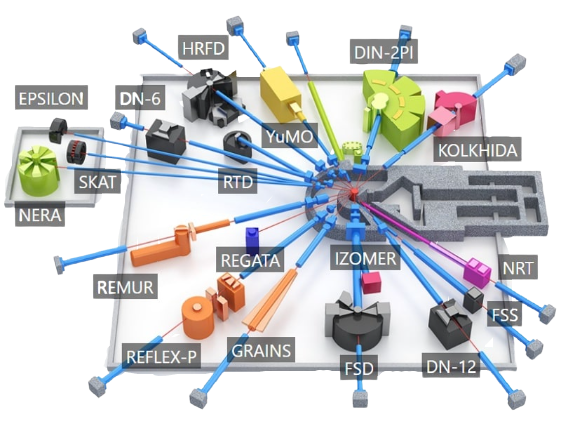 HRFD
DIN-2PI
EPSILON
DN-6
YuMO
KOLKHIDA
SKAT
RTD
NERA
REGATA
IZOMER
NRT
REMUR
FSS
REFLEX-P
GRAINS
FSD
DN-12